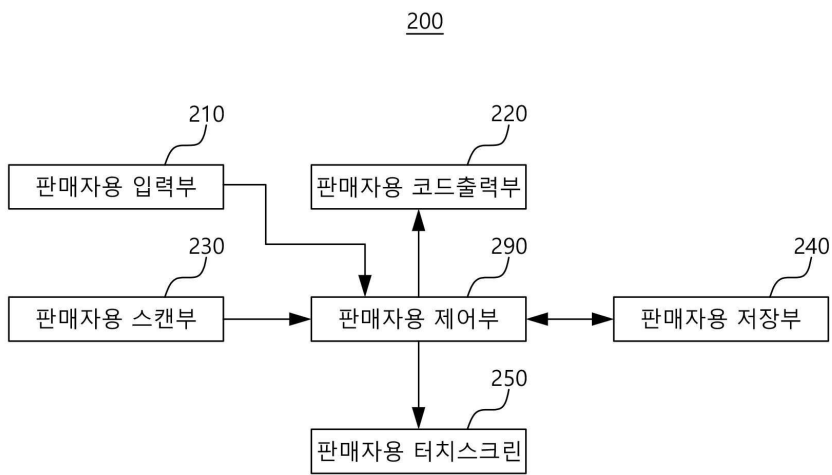 200
210
220
판매자용 입력부
판매자용 코드출력부
230
290
240
판매자용 스캔부
판매자용 제어부
판매자용 저장부
250
판매자용 터치스크린